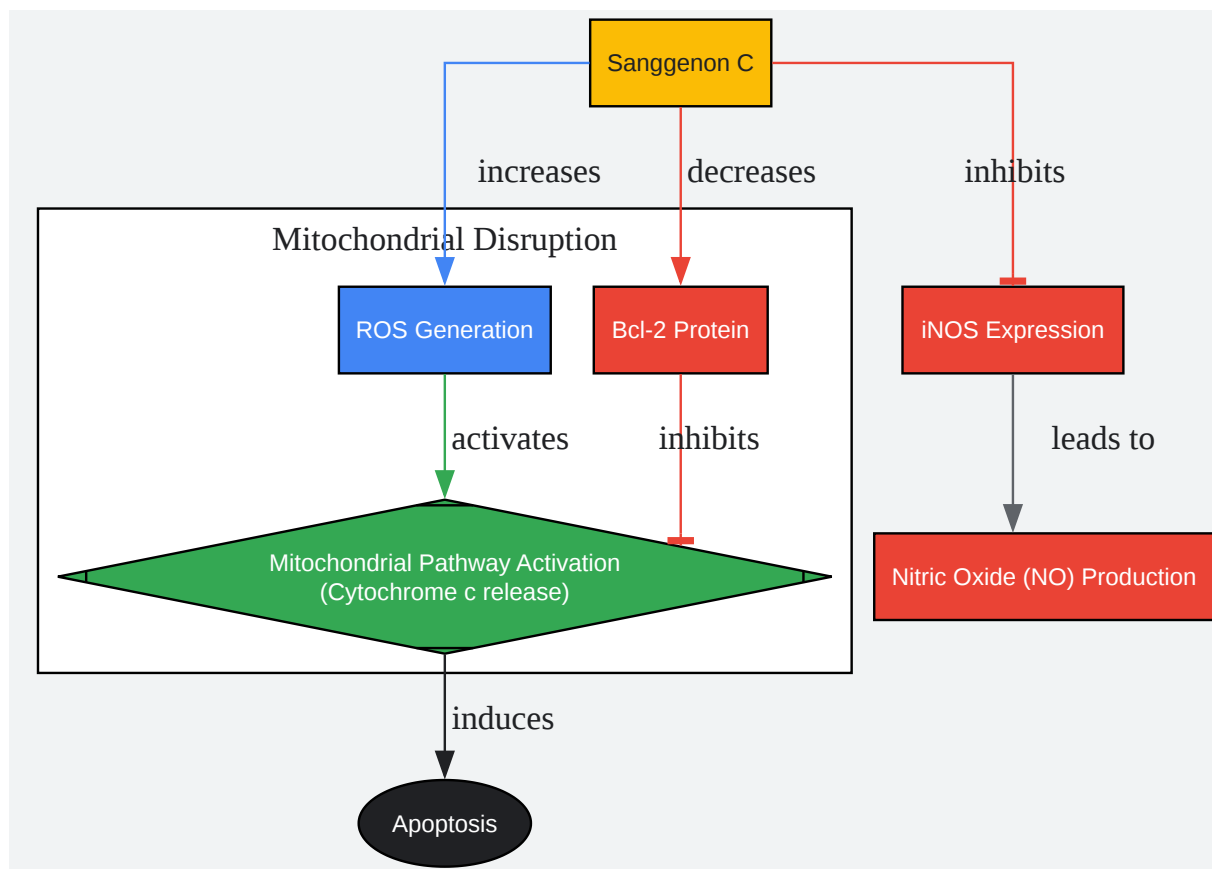 Sanggenon C
increases
decreases
inhibits
Mitochondrial Disruption
ROS Generation
Bcl-2 Protein
iNOS Expression
activates
inhibits
leads to
Mitochondrial Pathway Activation
(Cytochrome c release)
Nitric Oxide (NO) Production
induces
Apoptosis